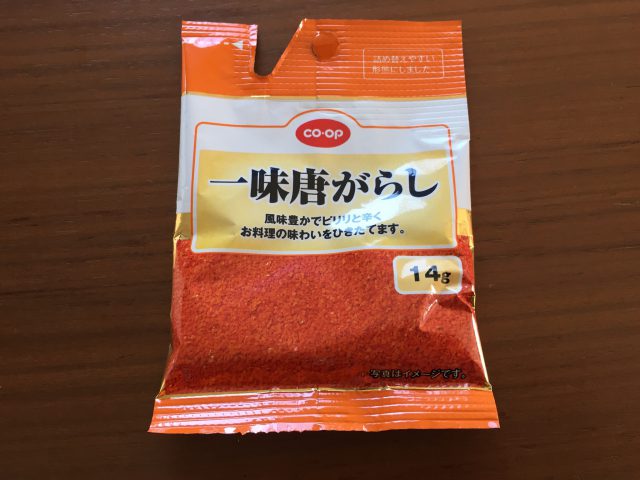 詰め替えやすい
形態にしました。
CO·OP
一味唐がらし
風味豊かでピリリと辛く
お料理の味わいをひきたてます。
14g
写真はイメージです。